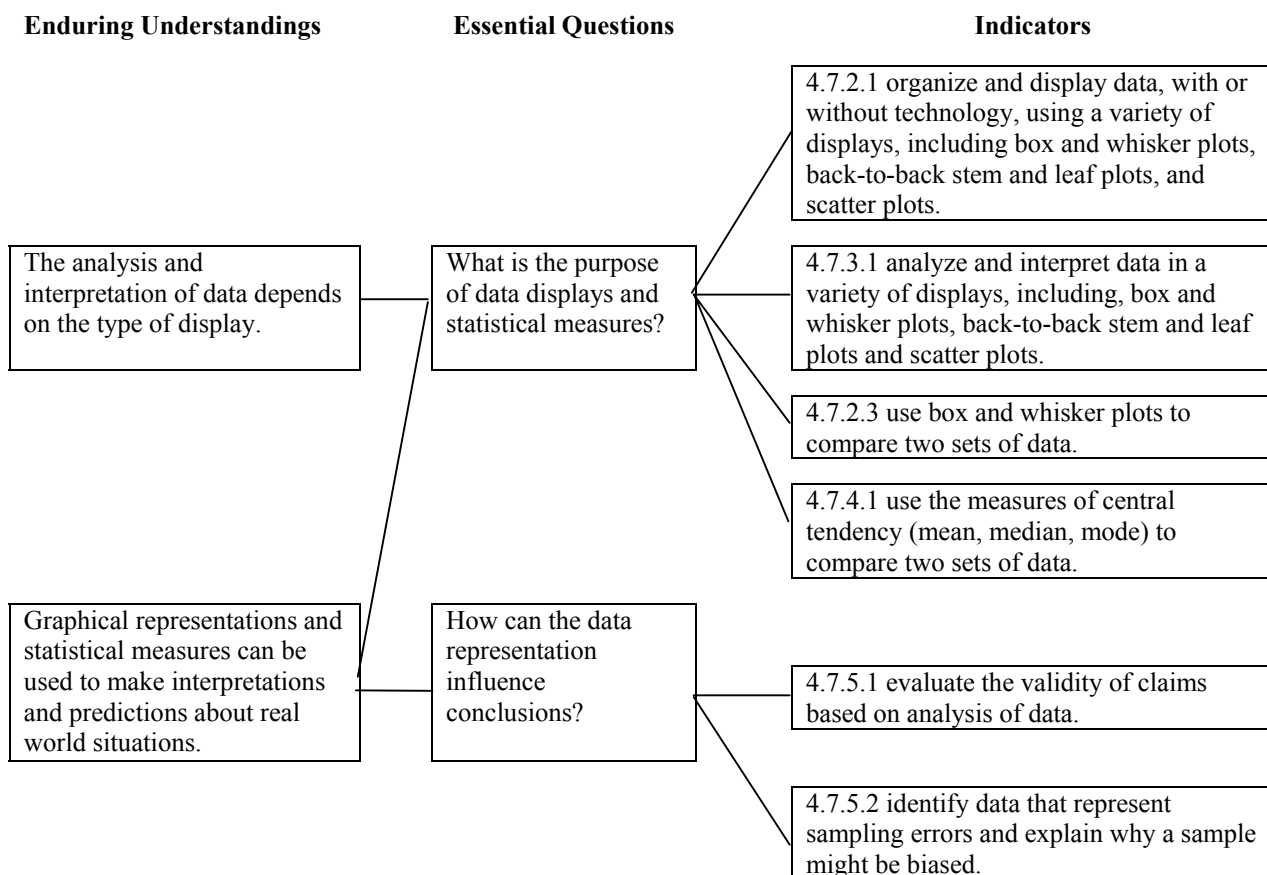 Enduring Understandings
Essential Questions
Indicators
4.7.2.1 organize and display data, with or
without technology, using a variety of
displays, including box and whisker plots,
back-to-back stem and leaf plots, and
scatter plots.
The analysis and
interpretation of data depends
on the type of display.
What is the purpose
of data displays and
statistical measures?
4.7.3.1 analyze and interpret data in a
variety of displays, including, box and
whisker plots, back-to-back stem and leaf
plots and scatter plots.
4.7.2.3 use box and whisker plots to
compare two sets of data.
4.7.4.1 use the measures of central
tendency (mean, median, mode) to
compare two sets of data.
Graphical representations and
statistical measures can be
used to make interpretations
and predictions about real
world situations.
How can the data
representation
influence
conclusions?
4.7.5.1 evaluate the validity of claims
based on analysis of data.
4.7.5.2 identify data that represent
sampling errors and explain why a sample
might be biased.